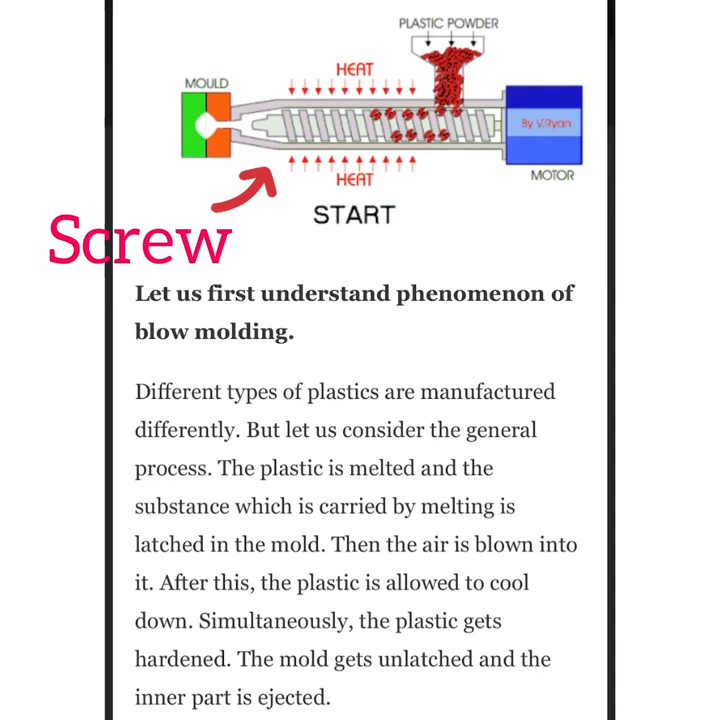 PLASTIC POWDER
HEAT
MOULD
By V.Ryan
HEAT
MOTOR
START
Screw
Let us first understand phenomenon of
blow molding.
Different types of plastics are manufactured
differently. But let us consider the general
process. The plastic is melted and the
substance which is carried by melting is
latched in the mold. Then the air is blown into
it. After this, the plastic is allowed to cool
down. Simultaneously, the plastic gets
hardened. The mold gets unlatched and the
inner part is ejected.